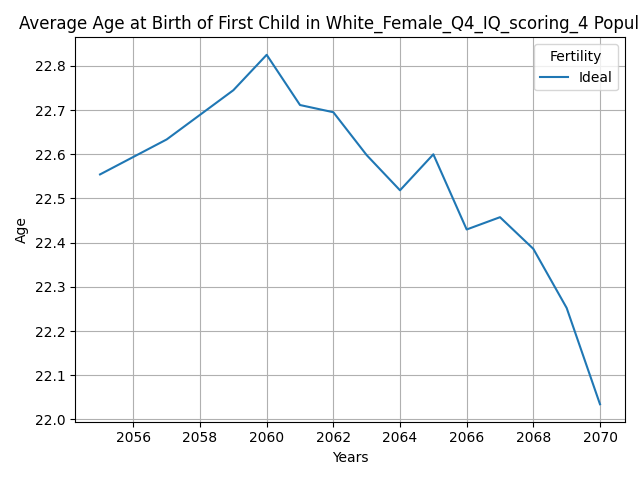 Average Age at Birth of First Child in White_Female_Q4_IQ_scoring_4 Popul
Fertility
Ideal
22.8
22.7
22.6
22.5
22.4
22.3
22.2
22.1
22.0
Age
2056 2058 2060 2062 2064 2066 2068 2070
Years